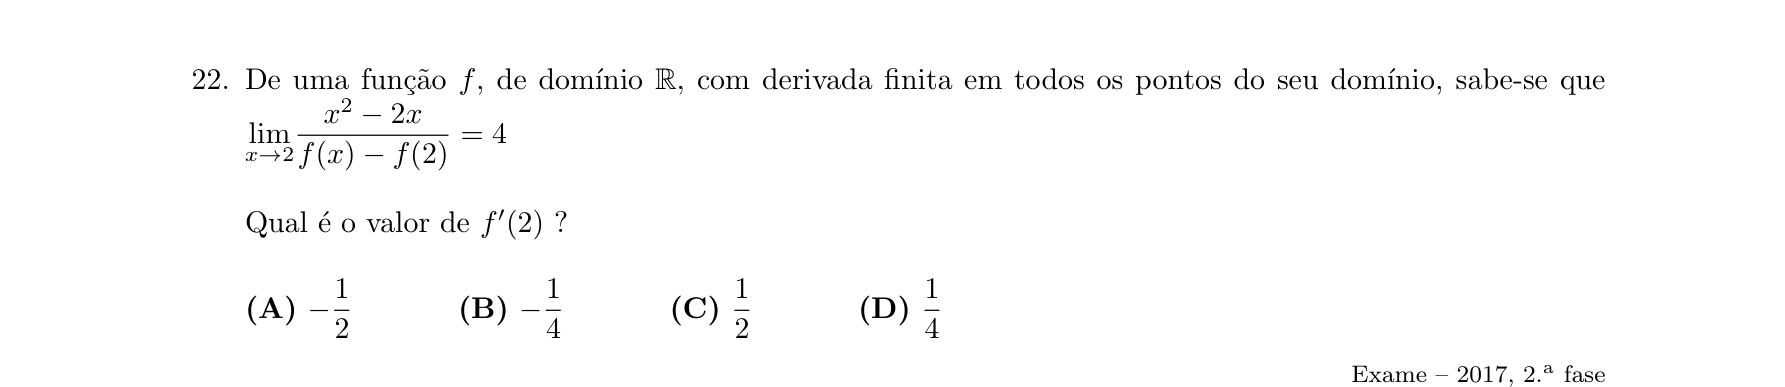 22. De uma função f, de domínio ℝ, com derivada finita em todos os pontos do seu domínio, sabe-se que
lim_{x→2} \frac{x^2 − 2x}{f(x) − f(2)} = 4
Qual é o valor de f′(2) ?
(A) −\frac{1}{2} (B) −\frac{1}{4} (C) \frac{1}{2} (D) \frac{1}{4}
Exame – 2017, 2.ª fase